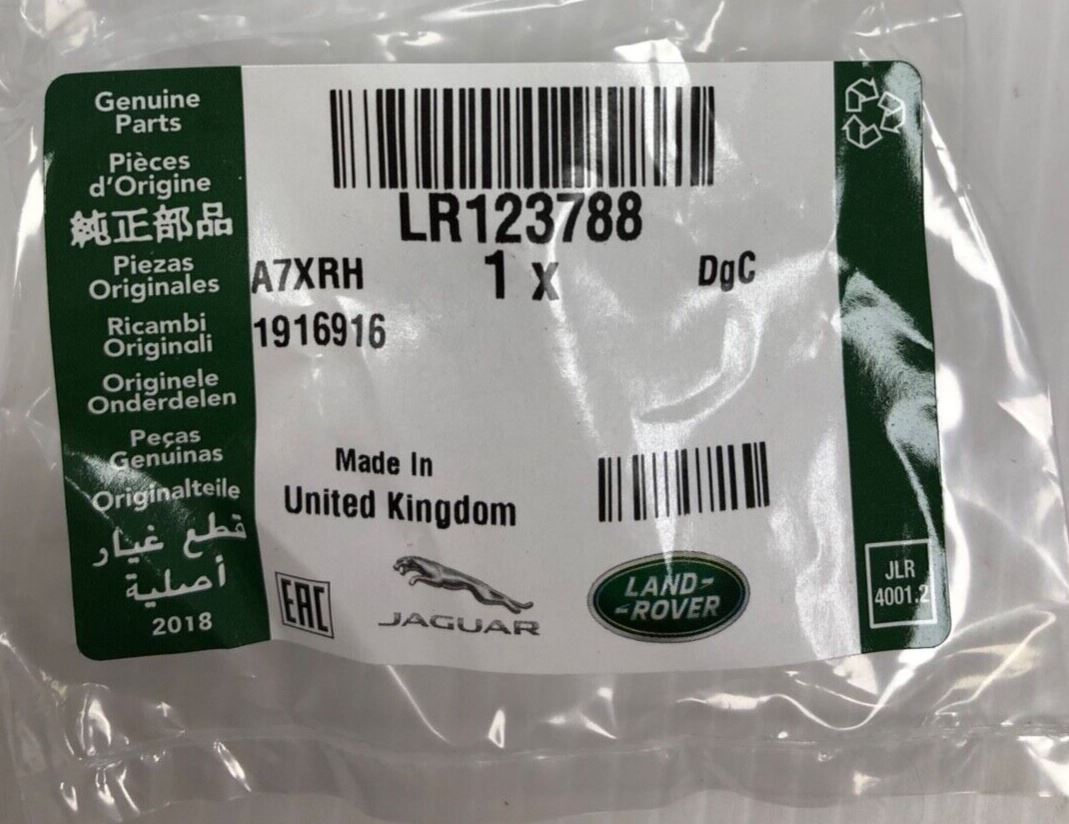 Genuine
Parts
Pièces
d'Origine
純正部品
Piezas
Originales
Ricambi
Originali
Originele
Onderdelen
Peças
Genuinas
Originalteile
قطع غيار
أصلية
2018
LR123788
A7XRH
1 x
DgC
1916916
Made In
United Kingdom
EAC
JAGUAR
LAND-
-ROVER
JLR
4001.2